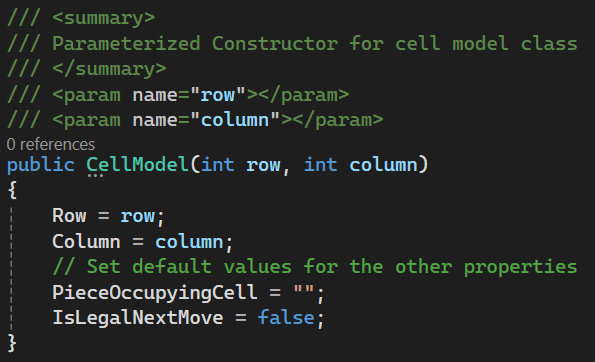 /// <summary>
/// Parameterized Constructor for cell model class
/// </summary>
/// <param name="row"></param>
/// <param name="column"></param>
0 references
public CellModel(int row, int column)
{
    Row = row;
    Column = column;
    // Set default values for the other properties
    PieceOccupyingCell = "";
    IsLegalNextMove = false;
}